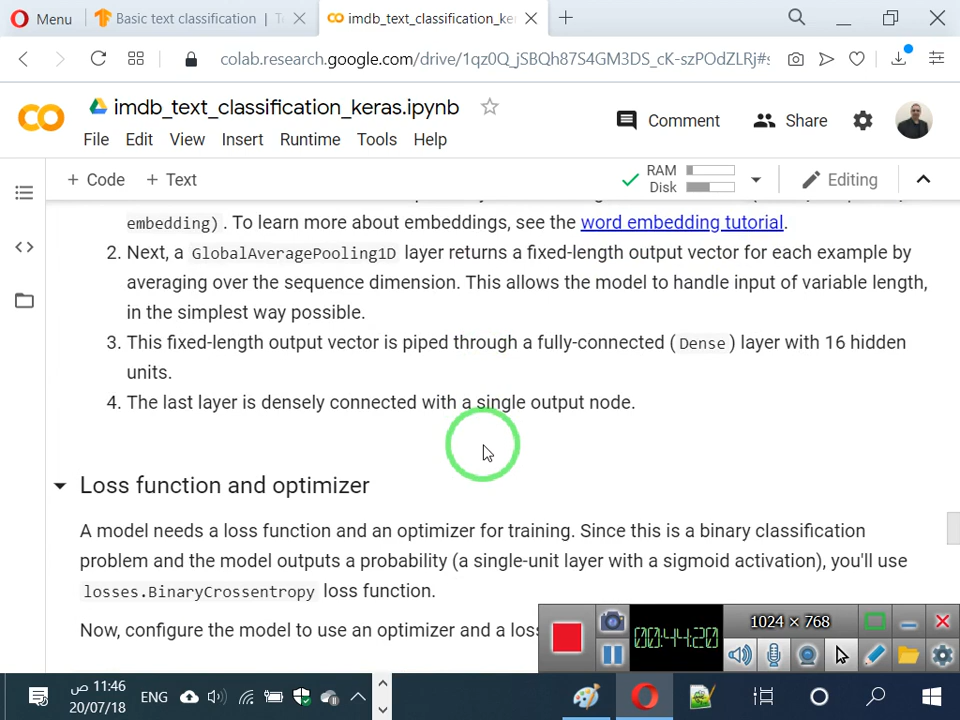 Menu
Basic text classification
imdb_text_classification_ke
colab.research.google.com/drive/1qz0Q_jSBQh87S4GM3DS_cK-szPOdZLRj#s
imdb_text_classification_keras.ipynb
Comment
Share
File Edit View Insert Runtime Tools Help
+ Code + Text
RAM
Disk
Editing
embedding). To learn more about embeddings, see the word embedding tutorial.
2. Next, a GlobalAveragePooling1D layer returns a fixed-length output vector for each example by
averaging over the sequence dimension. This allows the model to handle input of variable length,
in the simplest way possible.
3. This fixed-length output vector is piped through a fully-connected (Dense) layer with 16 hidden
units.
4. The last layer is densely connected with a single output node.
Loss function and optimizer
A model needs a loss function and an optimizer for training. Since this is a binary classification
problem and the model outputs a probability (a single-unit layer with a sigmoid activation), you'll use
losses.BinaryCrossentropy loss function.
Now, configure the model to use an optimizer and a loss
00:44:20
1024 × 768
11:46 ص
20/07/18
ENG